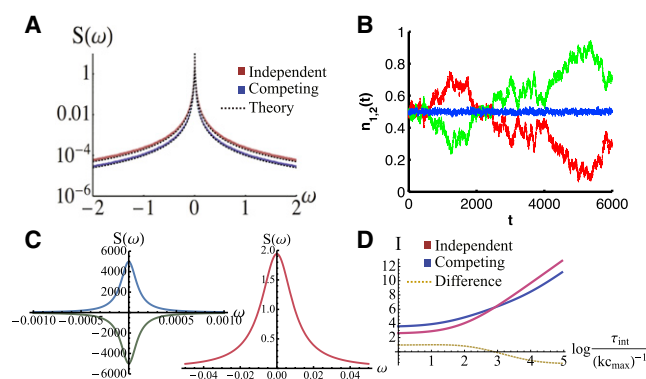 A
S(ω)
1
0.01
10⁻⁴
10⁻⁶
−2 −1 0 1 2 ω
Independent
Competing
Theory
B
n₁,₂(t)
1
0.8
0.6
0.4
0.2
0
0 2000 4000 6000
t
C
S(ω)
6000
4000
2000
−2000
−4000
−6000
−0.0010 −0.0005 0.0005 0.0010
ω
S(ω)
2.0
1.5
1.0
0.5
−0.04 −0.02 0.00 0.02 0.04 ω
D
I
Independent
Competing
Difference
12
10
8
6
4
2
0 1 2 3 4 5
log τint/(kcmax)⁻¹